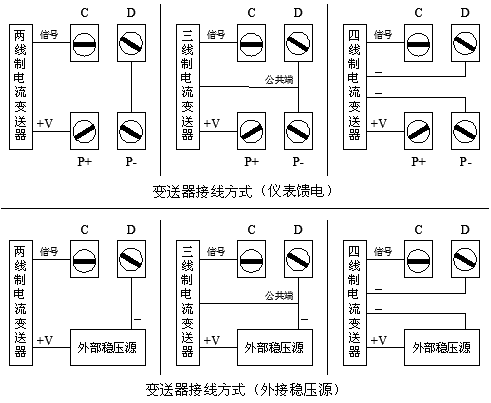 C D C D C D
两线制电流变送器 信号 三线制电流变送器 信号 四线制电流变送器 信号
公共端 −
−
+V +V +V
P+ P- P+ P- P+ P-
变送器接线方式（仪表馈电）
C D C D C D
两线制电流变送器 信号 三线制电流变送器 信号 四线制电流变送器 信号
公共端 −
− − −
+V 外部稳压源 +V 外部稳压源 +V 外部稳压源
变送器接线方式（外接稳压源）